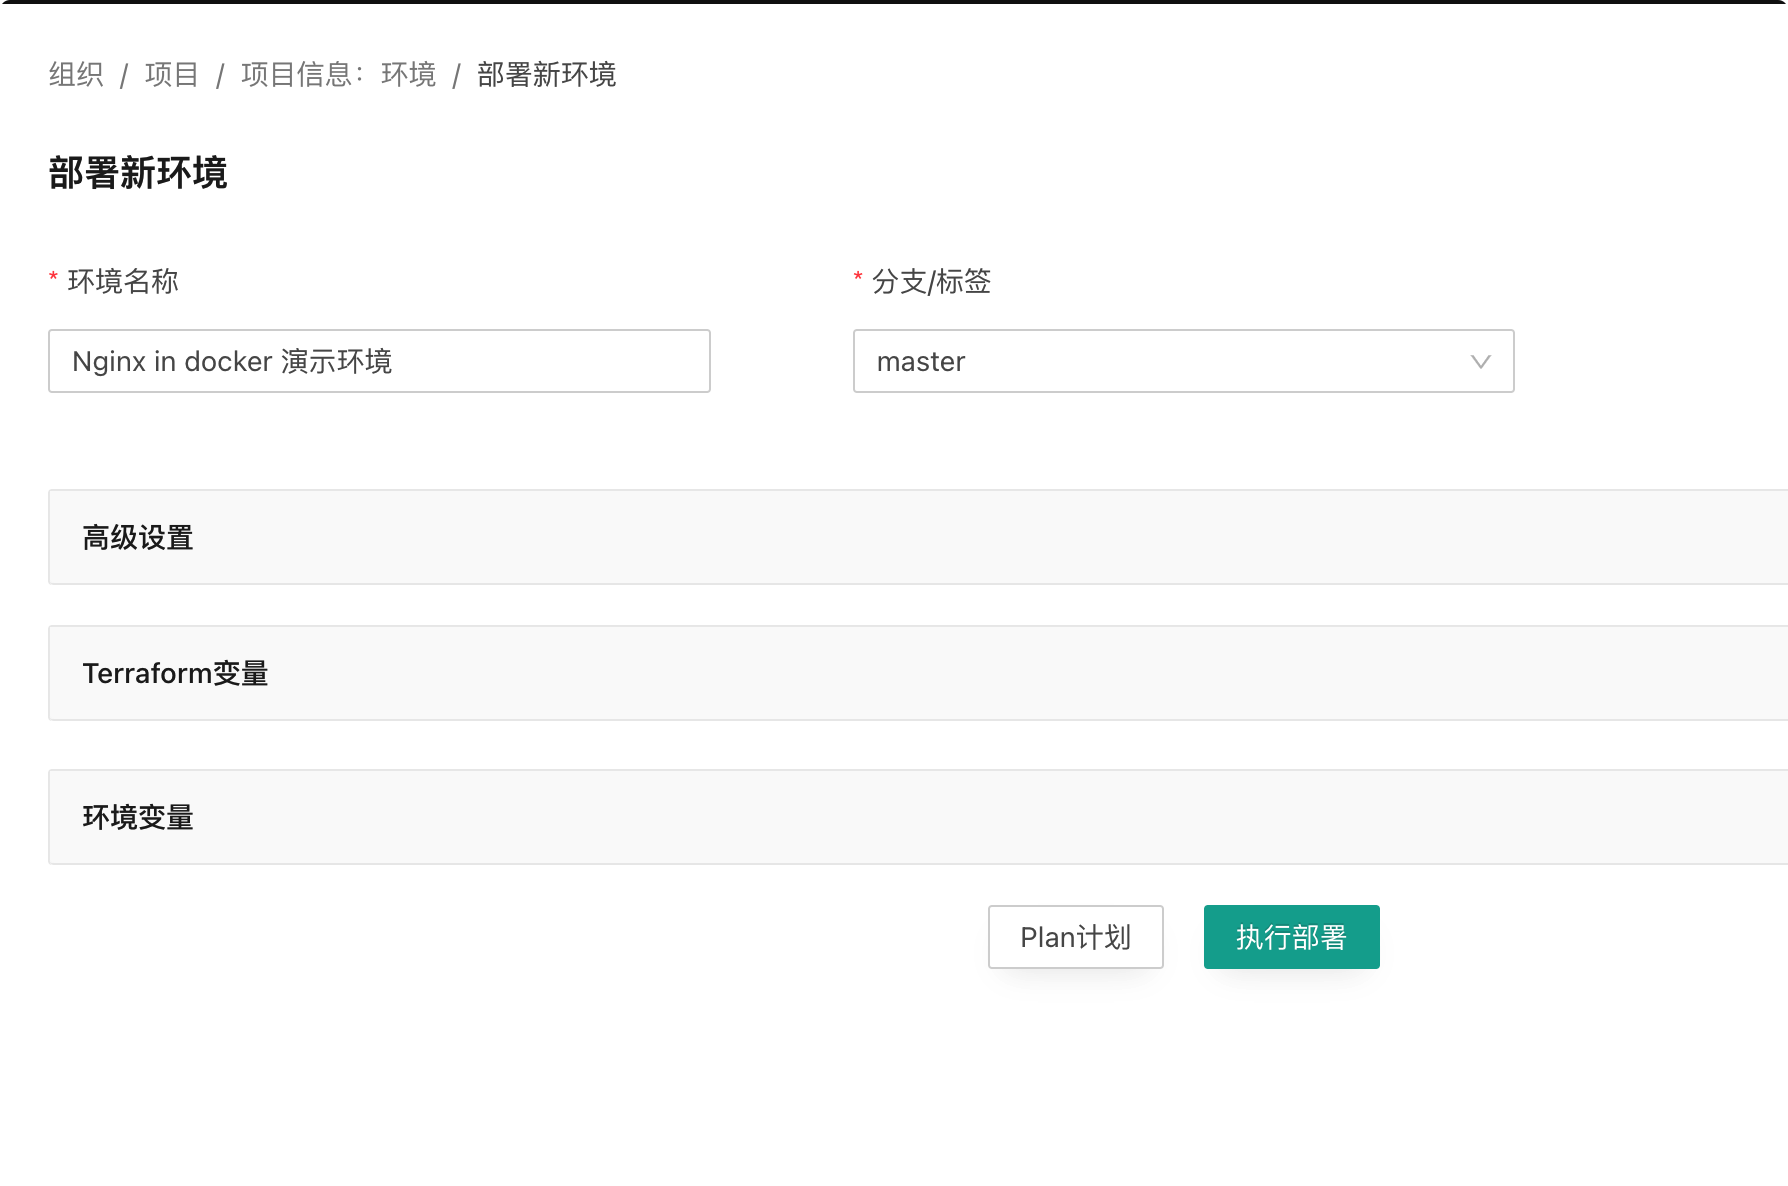 组织 / 项目 / 项目信息：环境 / 部署新环境
部署新环境
* 环境名称
* 分支/标签
Nginx in docker 演示环境
master
高级设置
Terraform变量
环境变量
Plan计划
执行部署